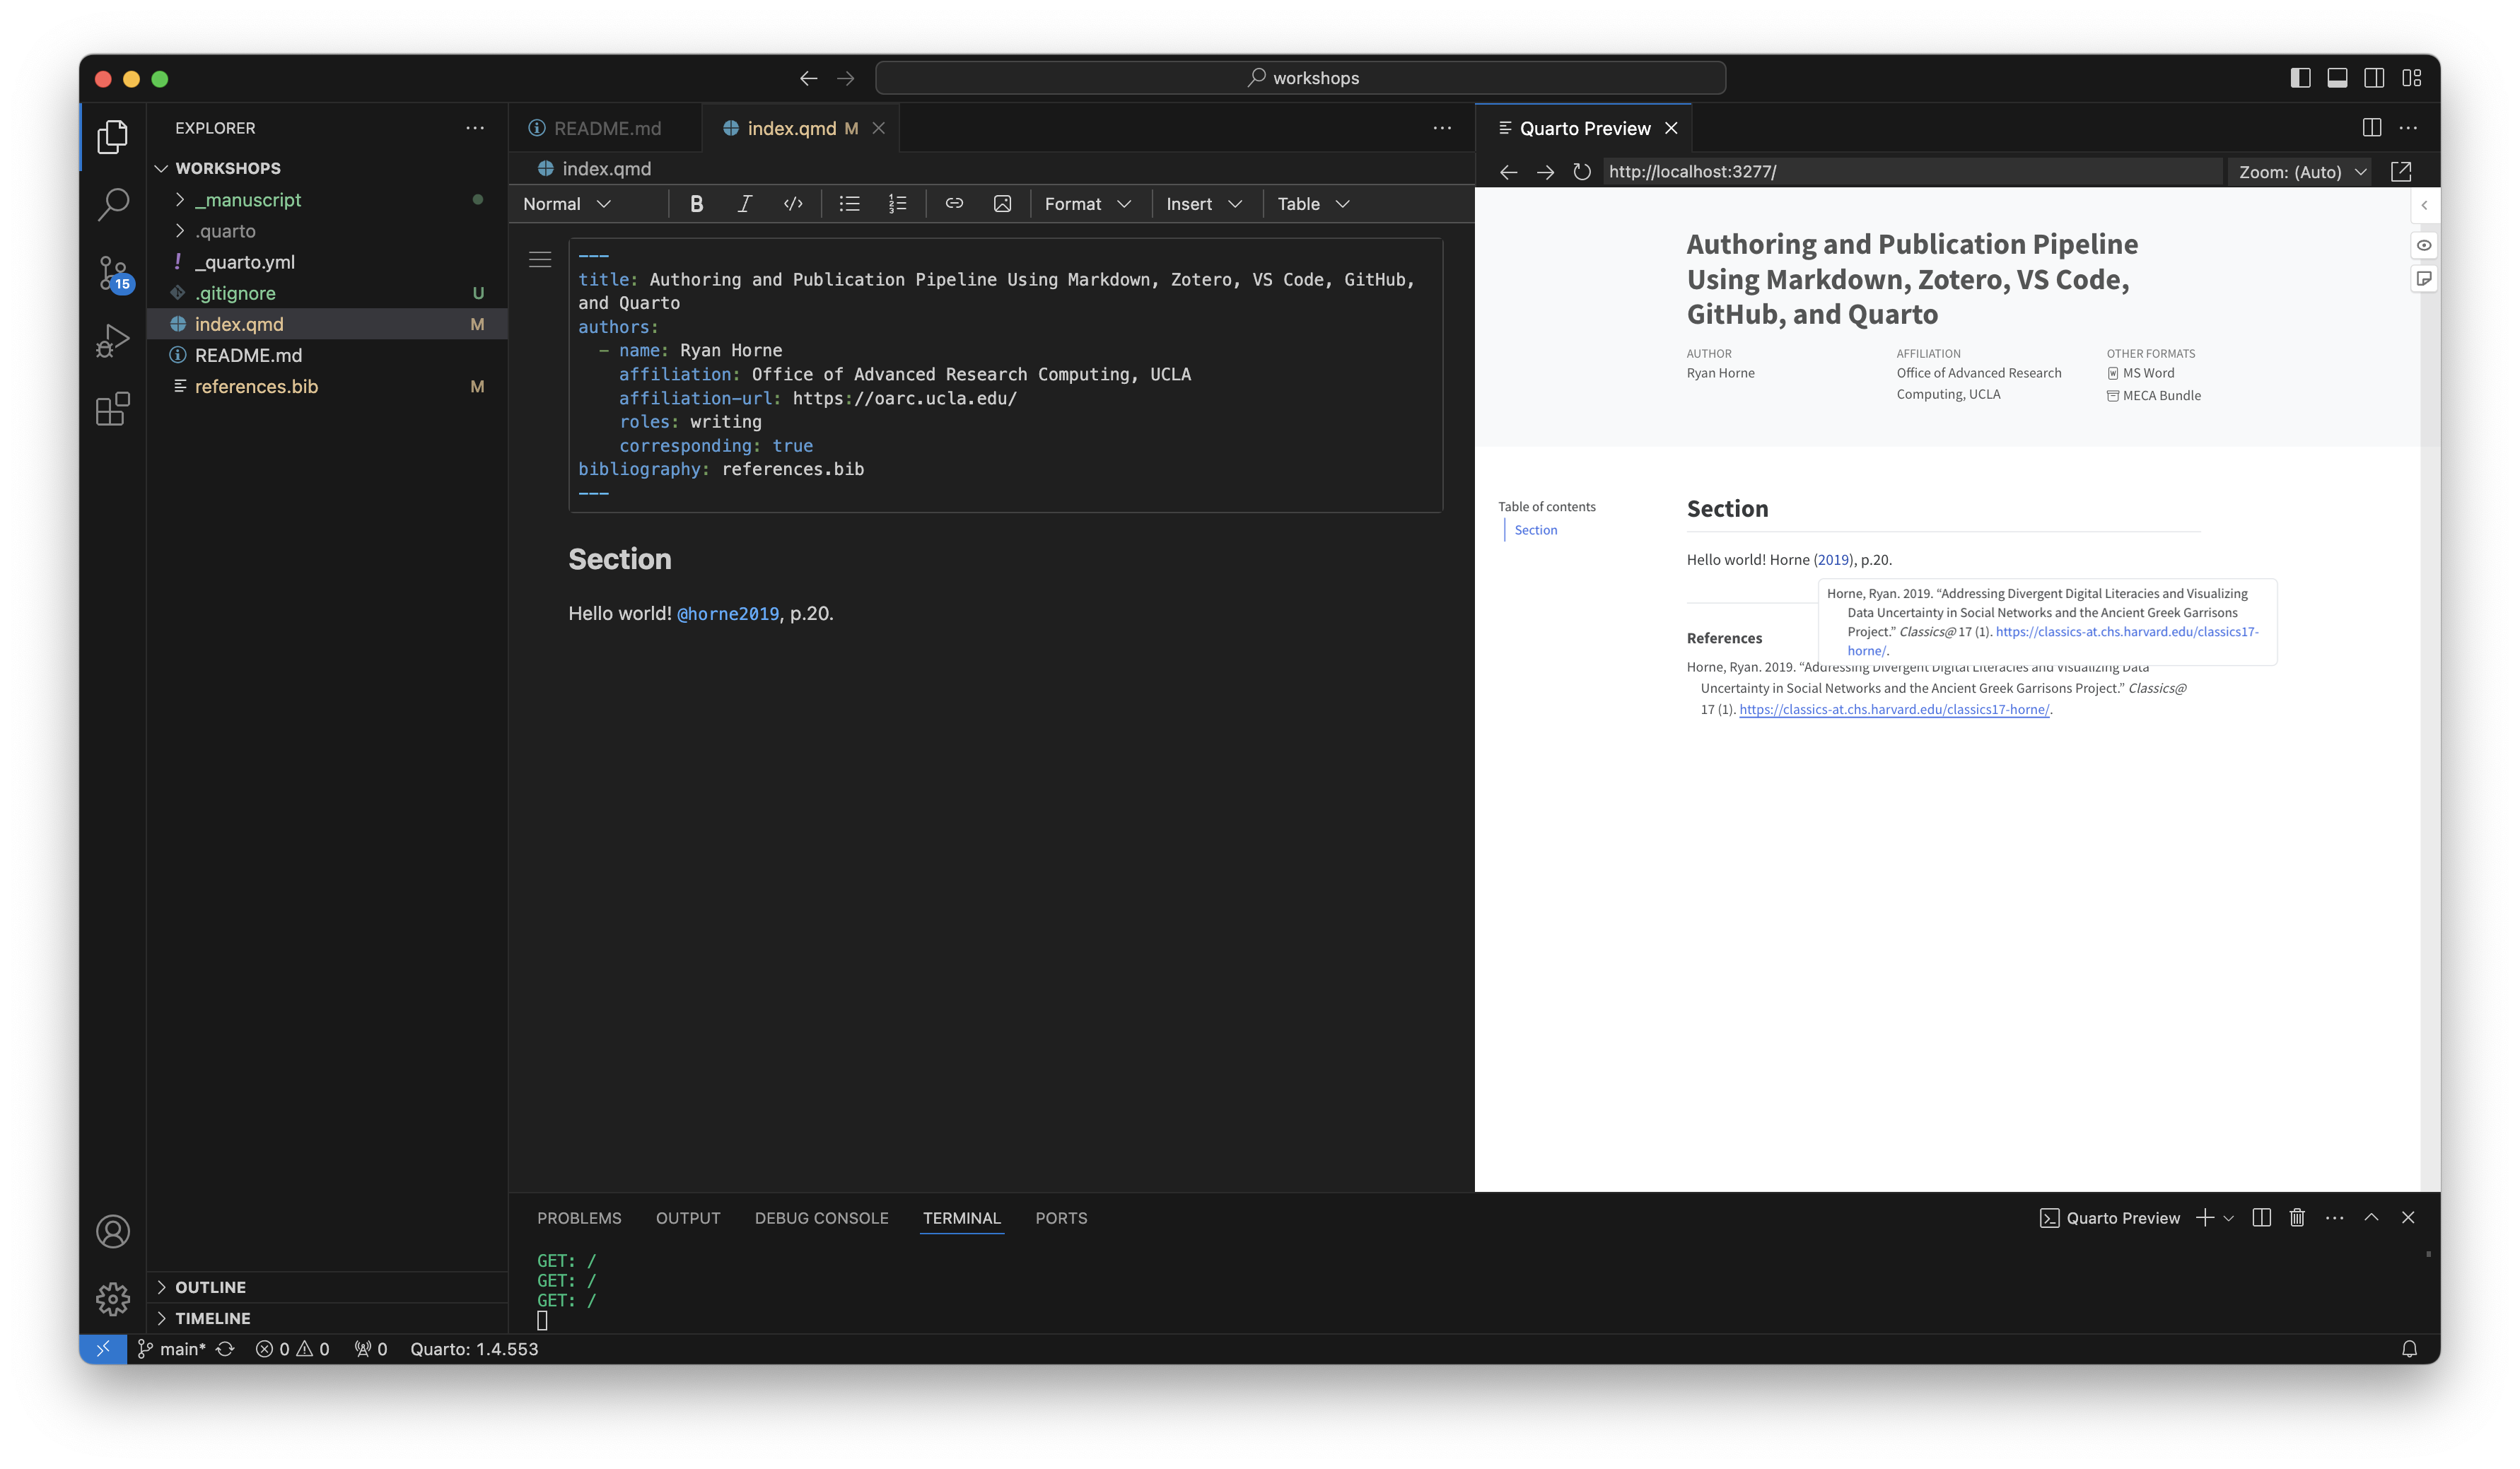 workshops
EXPLORER
WORKSHOPS
_manuscript
.quarto
_quarto.yml
.gitignore U
index.qmd M
README.md
references.bib M
15
OUTLINE
TIMELINE
README.md
index.qmd M
index.qmd
Normal
Format
Insert
Table
---
title: Authoring and Publication Pipeline Using Markdown, Zotero, VS Code, GitHub,
and Quarto
authors:
- name: Ryan Horne
affiliation: Office of Advanced Research Computing, UCLA
affiliation-url: https://oarc.ucla.edu/
roles: writing
corresponding: true
bibliography: references.bib
---
Section
Hello world! @horne2019, p.20.
Quarto Preview
http://localhost:3277/
Zoom: (Auto)
Authoring and Publication Pipeline
Using Markdown, Zotero, VS Code,
GitHub, and Quarto
AUTHOR
Ryan Horne
AFFILIATION
Office of Advanced Research
Computing, UCLA
OTHER FORMATS
MS Word
MECA Bundle
Table of contents
Section
Section
Hello world! Horne (2019), p.20.
Horne, Ryan. 2019. “Addressing Divergent Digital Literacies and Visualizing
Data Uncertainty in Social Networks and the Ancient Greek Garrisons
Project.” Classics@ 17 (1). https://classics-at.chs.harvard.edu/classics17-
horne/.
References
Horne, Ryan. 2019. “Addressing Divergent Digital Literacies and Visualizing Data
Uncertainty in Social Networks and the Ancient Greek Garrisons Project.” Classics@
17 (1). https://classics-at.chs.harvard.edu/classics17-horne/.
PROBLEMS
OUTPUT
DEBUG CONSOLE
TERMINAL
PORTS
Quarto Preview
GET: /
GET: /
GET: /
main* 0 0 0 Quarto: 1.4.553